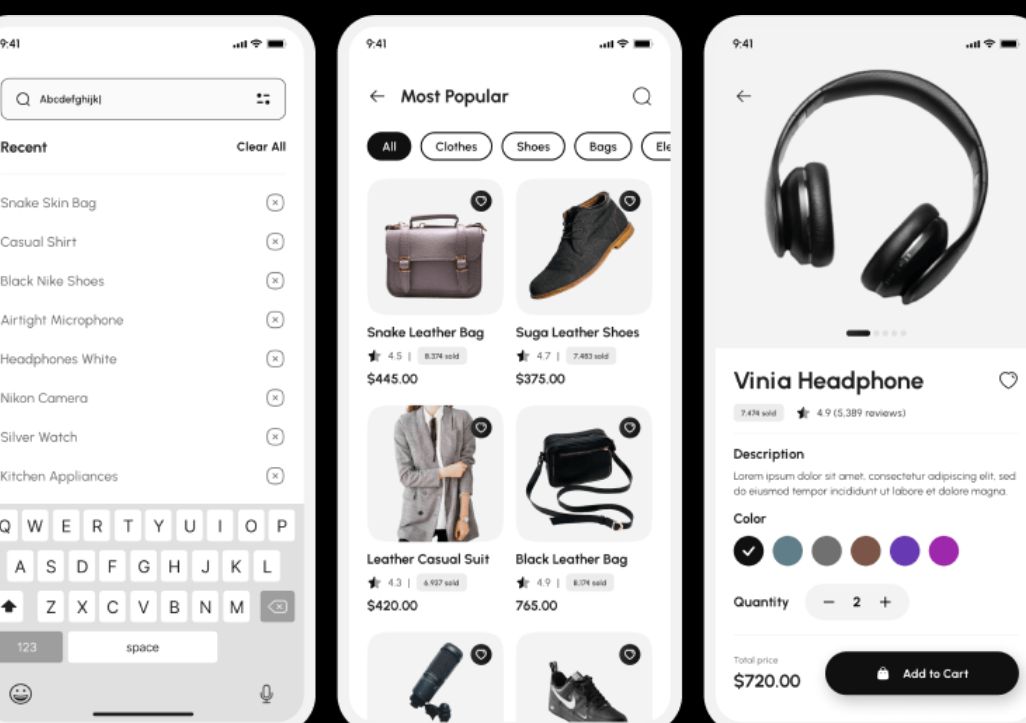 9:41
Abcdefghijk
Recent Clear All
Snake Skin Bag
Casual Shirt
Black Nike Shoes
Airtight Microphone
Headphones White
Nikon Camera
Silver Watch
Kitchen Appliances
Q W E R T Y U I O P
A S D F G H J K L
Z X C V B N M
123 space
9:41
Most Popular
All Clothes Shoes Bags Ele
Snake Leather Bag
4.5 | 8.374 sold
$445.00
Suga Leather Shoes
4.7 | 7.483 sold
$375.00
Leather Casual Suit
4.3 | 6.937 sold
$420.00
Black Leather Bag
4.9 | 8.174 sold
765.00
9:41
Vinia Headphone
7.474 sold 4.9 (5,389 reviews)
Description
Lorem ipsum dolor sit amet, consectetur adipiscing elit, sed
do eiusmod tempor incididunt ut labore et dolore magna.
Color
Quantity − 2 +
Total price
$720.00
Add to Cart